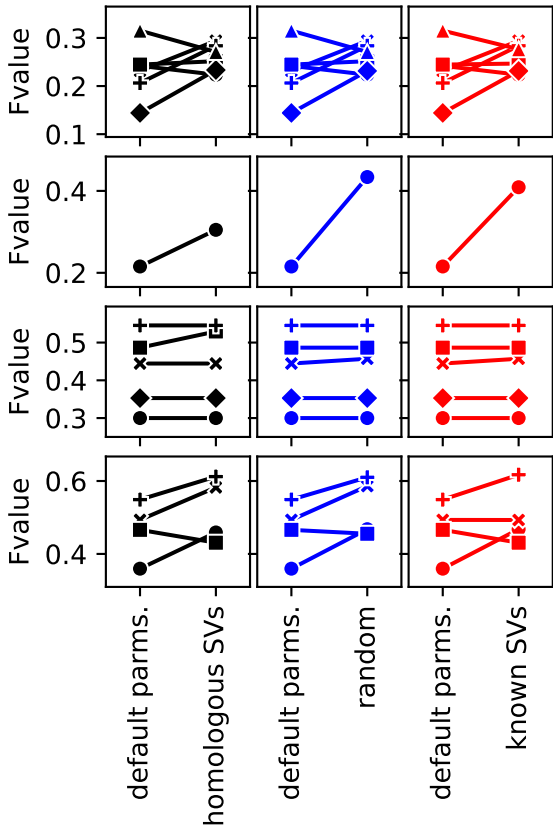 Fvalue
0.3
0.2
0.1
Fvalue
0.4
0.2
Fvalue
0.5
0.4
0.3
Fvalue
0.6
0.4
default parms.
homologous SVs
default parms.
random
default parms.
known SVs